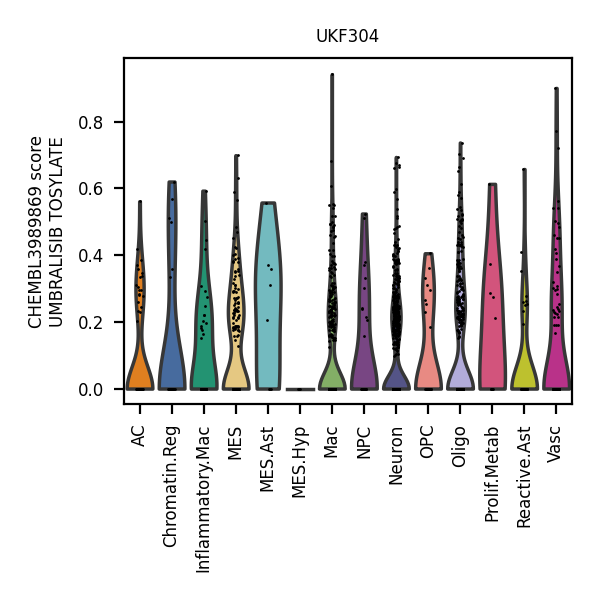 UKF304
CHEMBL3989869 score
UMBRALISIB TOSYLATE
0.8
0.6
0.4
0.2
0.0
AC
Chromatin.Reg
Inflammatory.Mac
MES
MES.Ast
MES.Hyp
Mac
NPC
Neuron
OPC
Oligo
Prolif.Metab
Reactive.Ast
Vasc